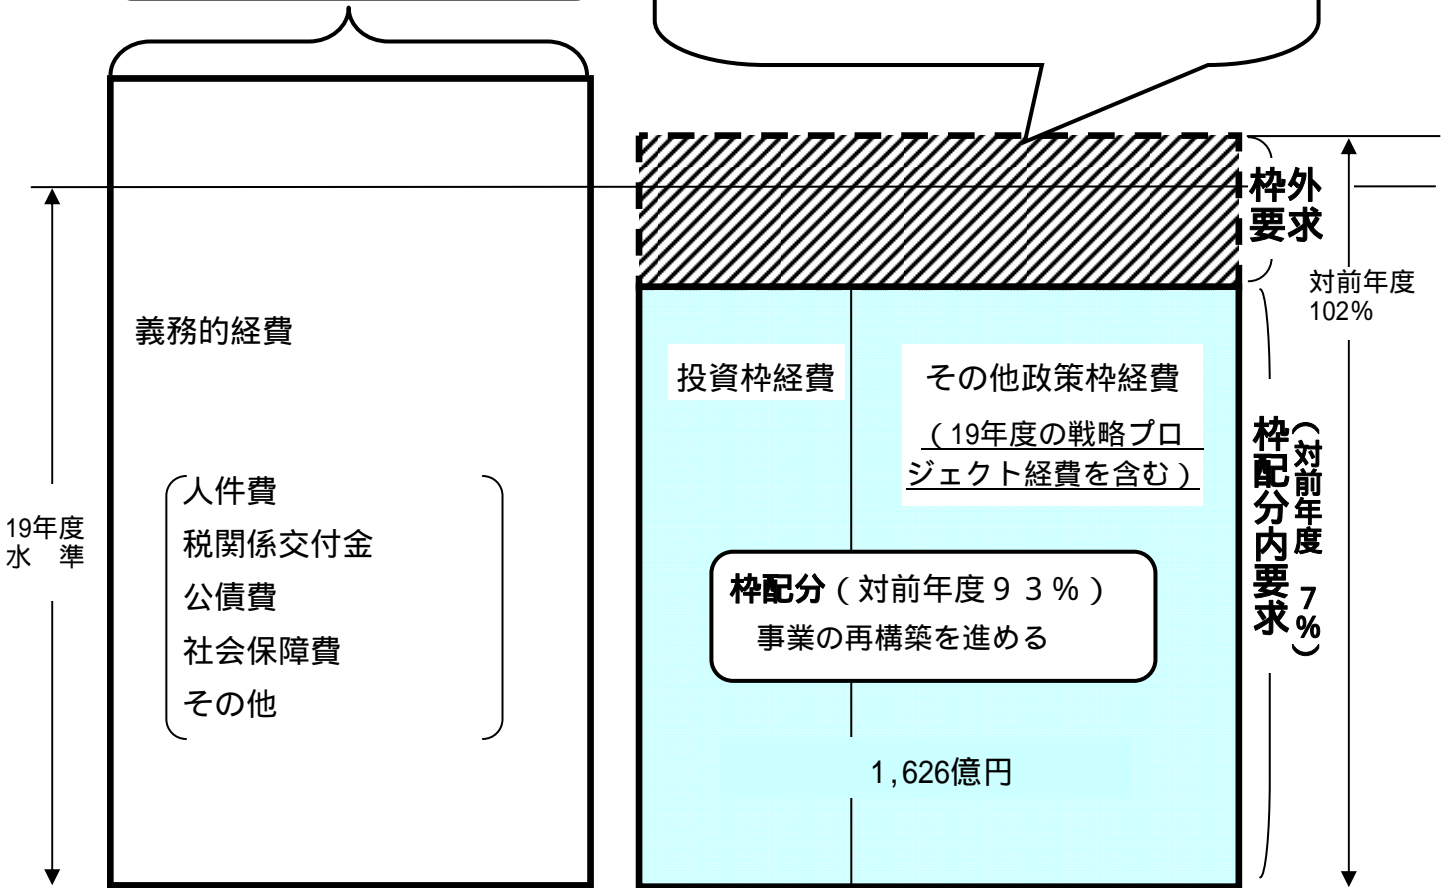 義務的経費
人件費
税関係交付金
公債費
社会保障費
その他
19年度
水　準
投資枠経費
その他政策枠経費
（19年度の戦略プロ
ジェクト経費を含む）
枠配分（対前年度９３％）
事業の再構築を進める
1,626億円
枠外
要求
対前年度
102％
枠配分内要求
（対前年度　7％）